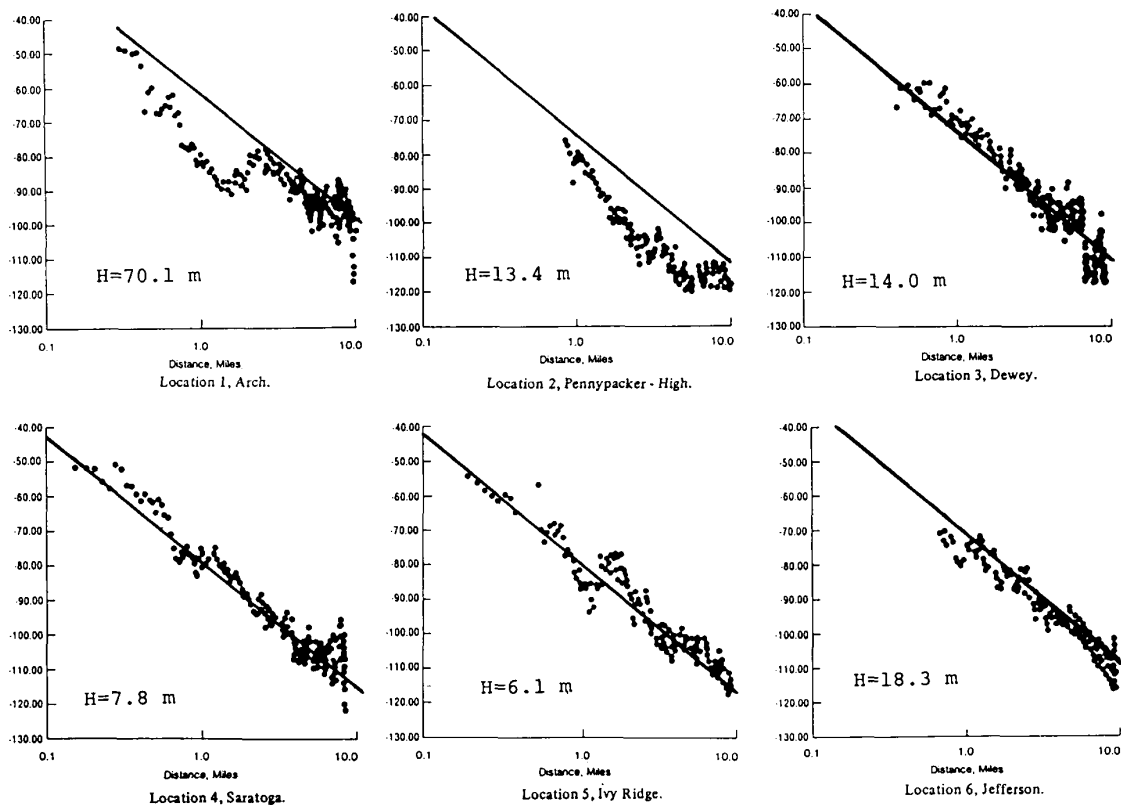 -40.00
-50.00
-60.00
-70.00
-80.00
-90.00
-100.00
-110.00
-120.00
-130.00
H=70.1 m
0.1 1.0 10.0
Distance, Miles
Location 1, Arch.
-40.00
-50.00
-60.00
-70.00
-80.00
-90.00
-100.00
-110.00
-120.00
-130.00
H=13.4 m
0.1 1.0 10.0
Distance, Miles
Location 2, Pennypacker - High.
-40.00
-50.00
-60.00
-70.00
-80.00
-90.00
-100.00
-110.00
-120.00
-130.00
H=14.0 m
0.1 1.0 10.0
Distance, Miles
Location 3, Dewey.
-40.00
-50.00
-60.00
-70.00
-80.00
-90.00
-100.00
-110.00
-120.00
-130.00
H=7.8 m
0.1 1.0 10.0
Distance, Miles
Location 4, Saratoga.
-40.00
-50.00
-60.00
-70.00
-80.00
-90.00
-100.00
-110.00
-120.00
-130.00
H=6.1 m
0.1 1.0 10.0
Distance, Miles
Location 5, Ivy Ridge.
-40.00
-50.00
-60.00
-70.00
-80.00
-90.00
-100.00
-110.00
-120.00
-130.00
H=18.3 m
0.1 1.0 10.0
Distance, Miles
Location 6, Jefferson.